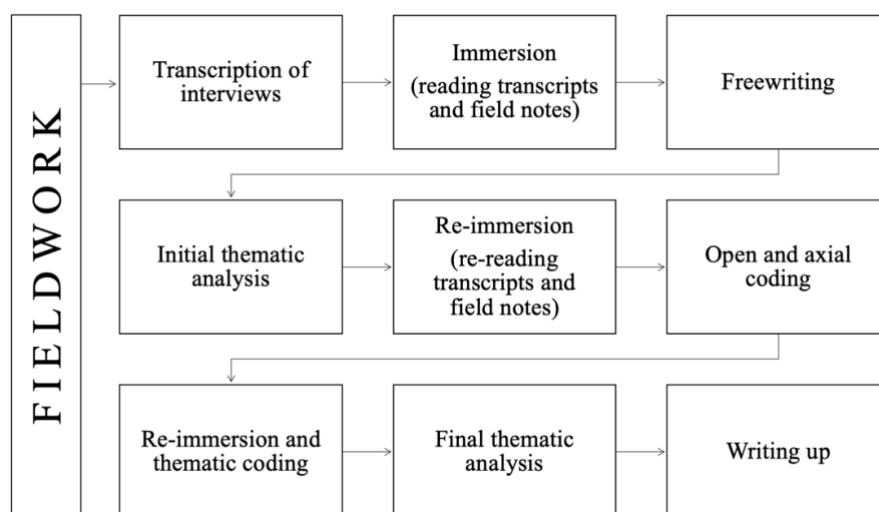 FIELDWORK
Transcription of
interviews
Immersion
(reading transcripts
and field notes)
Freewriting
Initial thematic
analysis
Re-immersion
(re-reading
transcripts and
field notes)
Open and axial
coding
Re-immersion and
thematic coding
Final thematic
analysis
Writing up